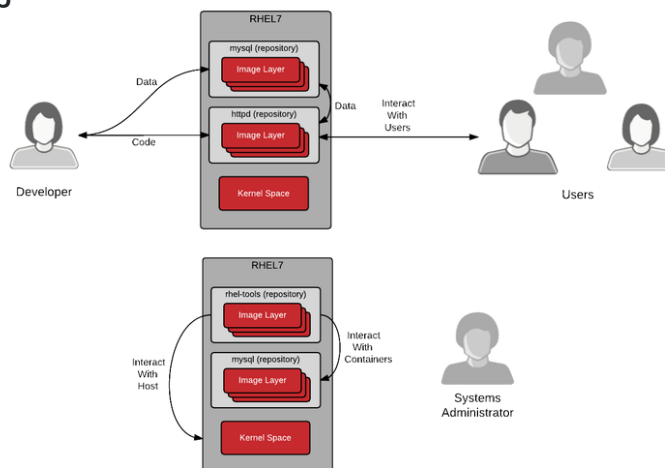 RHEL7
mysql (repository)
Image Layer
Data
httpd (repository)
Image Layer
Data
Code
Interact
With
Users
Kernel Space
Developer
Users
RHEL7
rhel-tools (repository)
Image Layer
Interact
With
Containers
mysql (repository)
Image Layer
Interact
With
Host
Kernel Space
Systems
Administrator